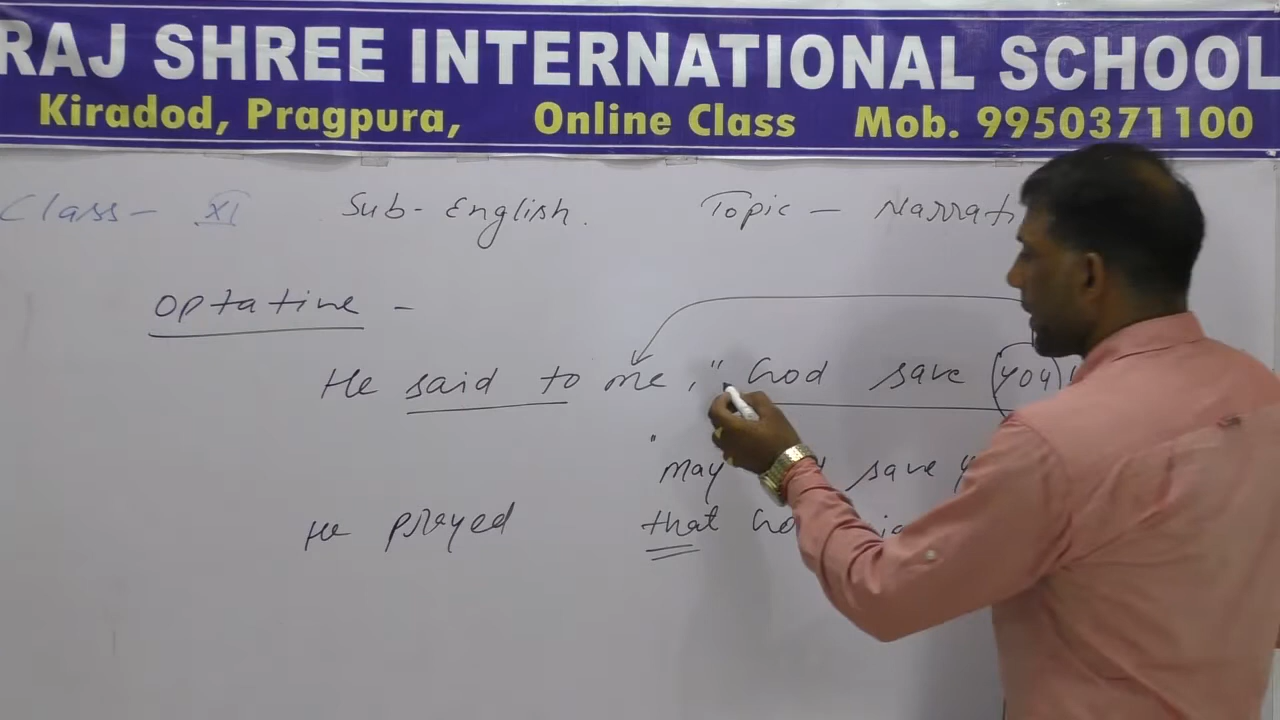 RAJ SHREE INTERNATIONAL SCHOOL
Kiradod, Pragpura, Online Class Mob. 9950371100
Class - XI Sub- English. Topic - Narrati
Optative -
He said to me, "God save you
"may save
He prayed that